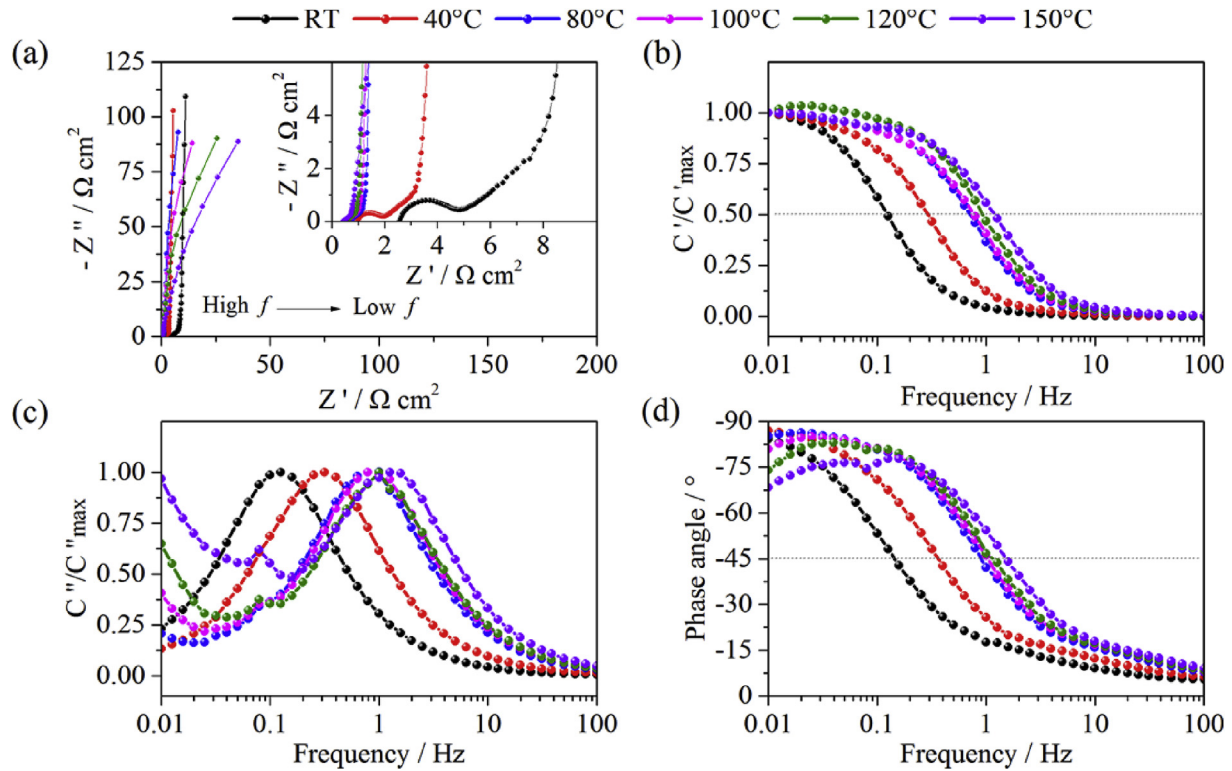 RT 40°C 80°C 100°C 120°C 150°C
(a)
125
100
75
50
25
0
- Z " / Ω cm²
0 50 100 150 200
Z ' / Ω cm²
High f Low f
4
2
0
- Z " / Ω cm²
0 2 4 6 8
Z ' / Ω cm²
(b)
1.00
0.75
0.50
0.25
0.00
C '/C 'max
0.01 0.1 1 10 100
Frequency / Hz
(c)
1.00
0.75
0.50
0.25
0.00
C "/C "max
0.01 0.1 1 10 100
Frequency / Hz
(d)
-90
-75
-60
-45
-30
-15
0
Phase angle / °
0.01 0.1 1 10 100
Frequency / Hz